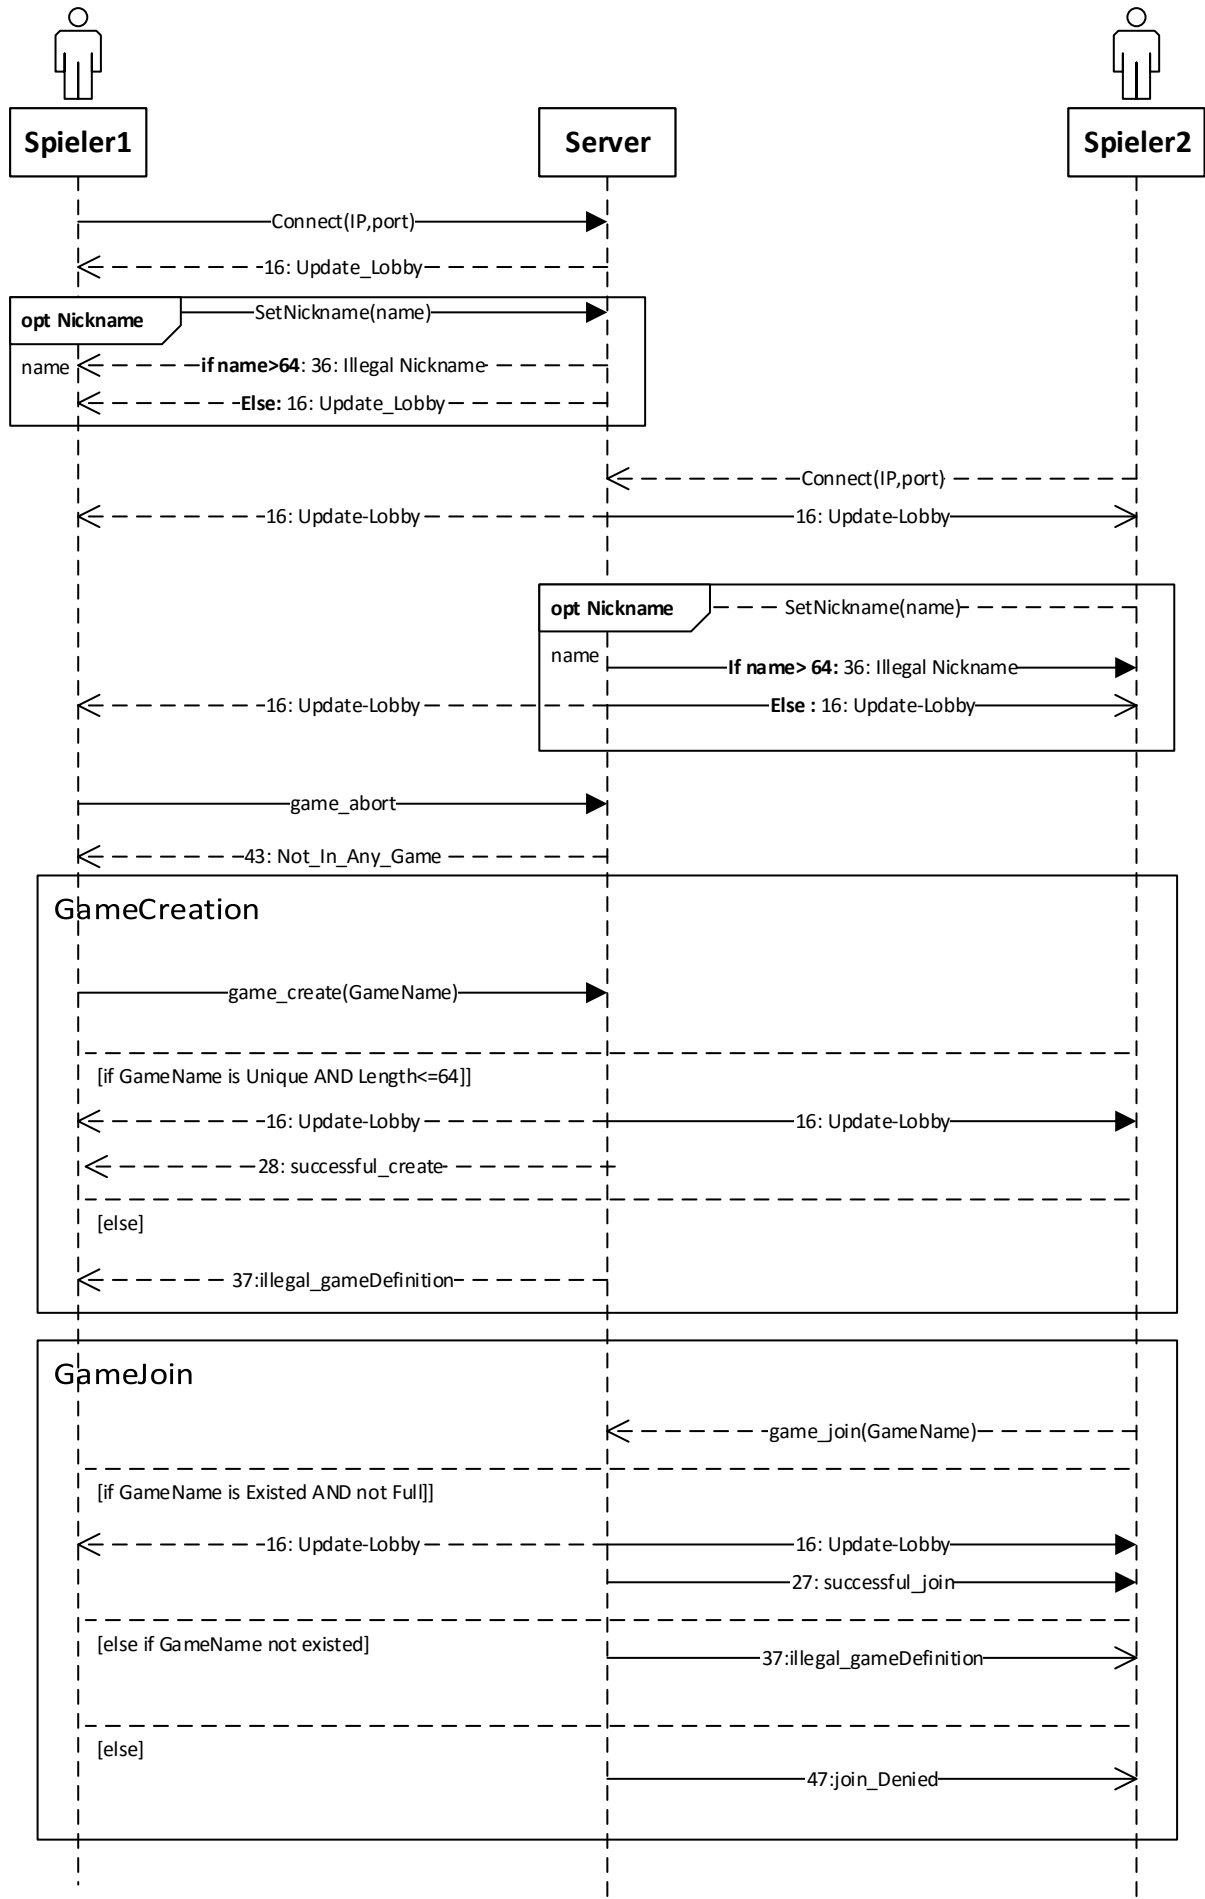 Spieler1
Server
Spieler2
Connect(IP,port)
16: Update_Lobby
opt Nickname
SetNickname(name)
name
if name>64: 36: Illegal Nickname
Else: 16: Update_Lobby
Connect(IP,port)
16: Update-Lobby
16: Update-Lobby
opt Nickname
SetNickname(name)
name
If name> 64: 36: Illegal Nickname
16: Update-Lobby
Else : 16: Update-Lobby
game_abort
43: Not_In_Any_Game
GameCreation
game_create(GameName)
[if GameName is Unique AND Length<=64]]
16: Update-Lobby
16: Update-Lobby
28: successful_create
[else]
37:illegal_gameDefinition
GameJoin
game_join(GameName)
[if GameName is Existed AND not Full]]
16: Update-Lobby
16: Update-Lobby
27: successful_join
[else if GameName not existed]
37:illegal_gameDefinition
[else]
47:join_Denied